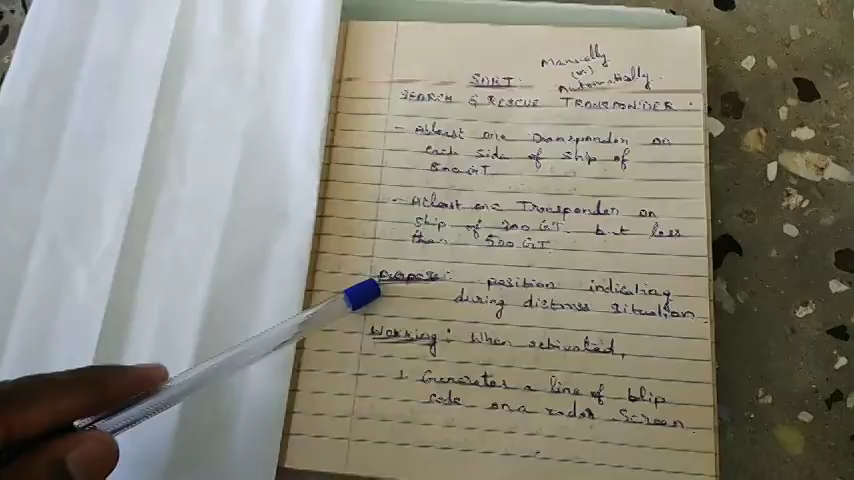 Manually
(or)
Automatically.
SART:
SEARCH & RESCUE TRANSPONDER.
- Atleast one Transponder on
each side of ship of
500 GT
- Atleast one Transponder on
ship of 300 GT but less
than 500 GT.
Purpose: position indicating
during distress situation.
Working: When activated,
↓ Generates a line of blip
code on a radar screen